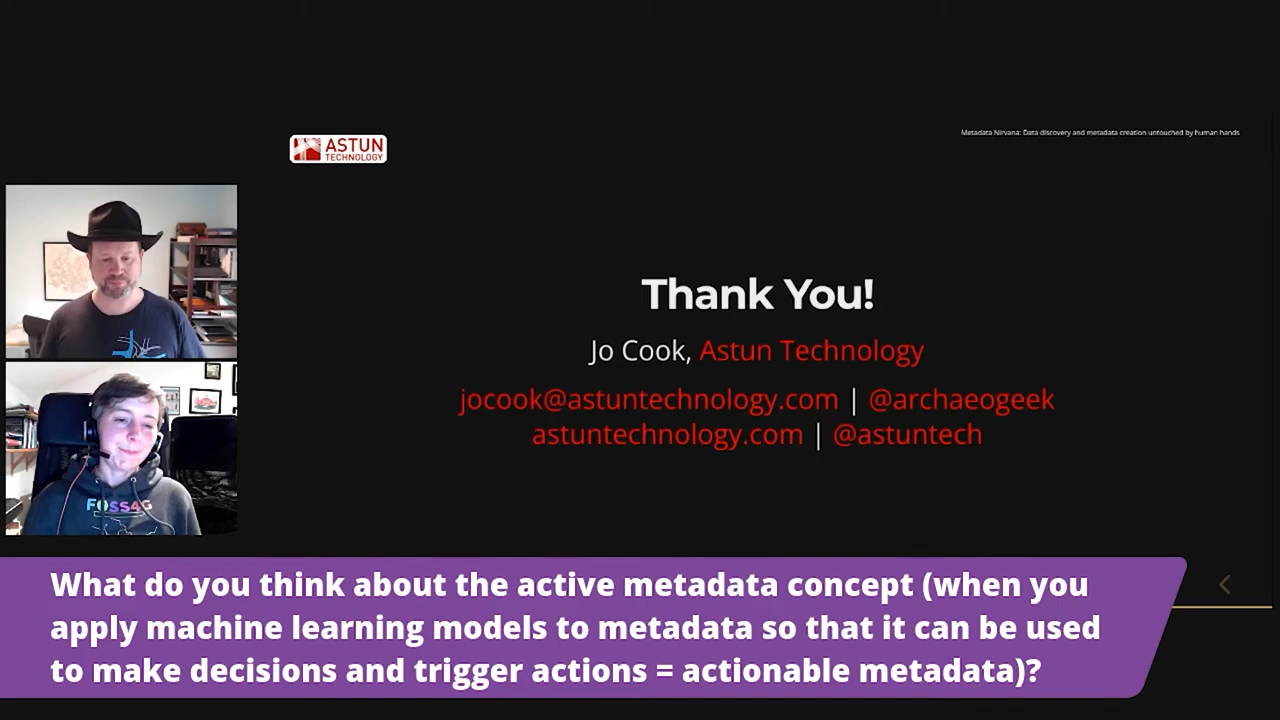 Metadata Nirvana: Data discovery and metadata creation untouched by human hands
ASTUN
TECHNOLOGY
Thank You!
Jo Cook, Astun Technology
jocook@astuntechnology.com | @archaeogeek
astuntechnology.com | @astuntech
FOSS4G
What do you think about the active metadata concept (when you
apply machine learning models to metadata so that it can be used
to make decisions and trigger actions = actionable metadata)?